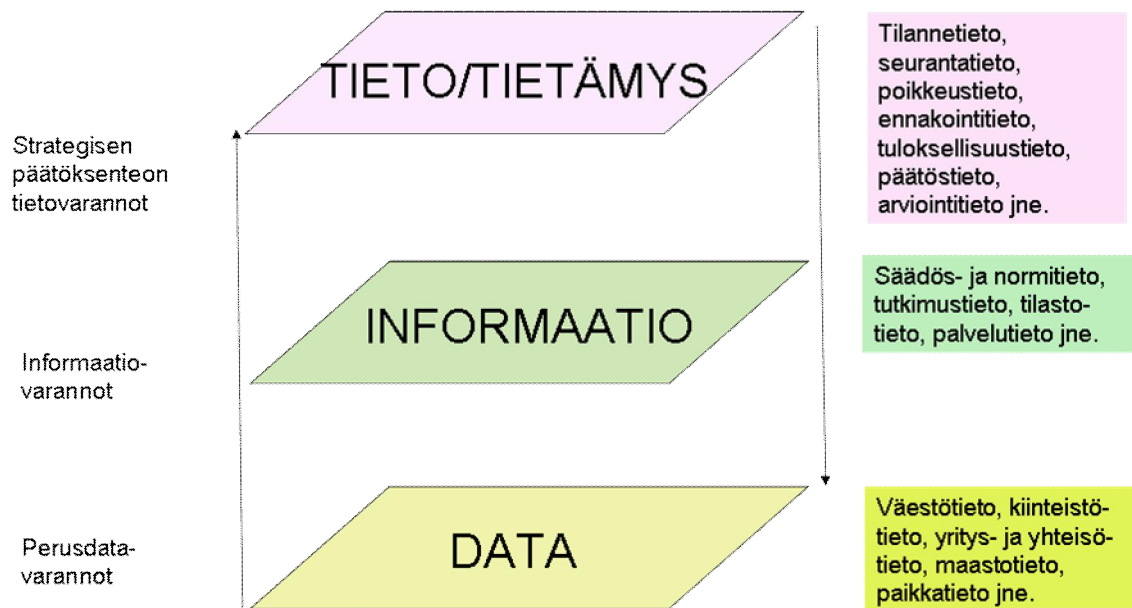 TIETO/TIETÄMYS
Strategisen
päätöksenteon
tietovarannot
Tilannetieto,
seurantatieto,
poikkeustieto,
ennakointitieto,
tuloksellisuustieto,
päätöstieto,
arviointitieto jne.
INFORMAATIO
Informaatio-
varannot
Säädös- ja normitieto,
tutkimustieto, tilasto-
tieto, palvelutieto jne.
DATA
Perusdata-
varannot
Väestötieto, kiinteistö-
tieto, yritys- ja yhteisö-
tieto, maastotieto,
paikkatieto jne.